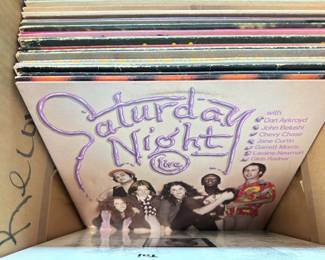 Saturday
Night
Live
with
Dan Aykroyd
John Belushi
Chevy Chase
Jane Curtin
Garrett Morris
Laraine Newman
Gilda Radner